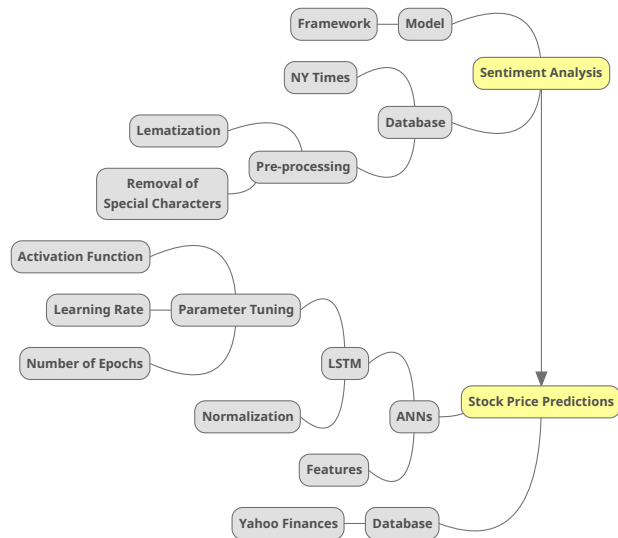 Framework
Model
Sentiment Analysis
NY Times
Database
Lematization
Pre-processing
Removal of
Special Characters
Activation Function
Learning Rate
Parameter Tuning
Number of Epochs
LSTM
Normalization
ANNs
Stock Price Predictions
Features
Yahoo Finances
Database